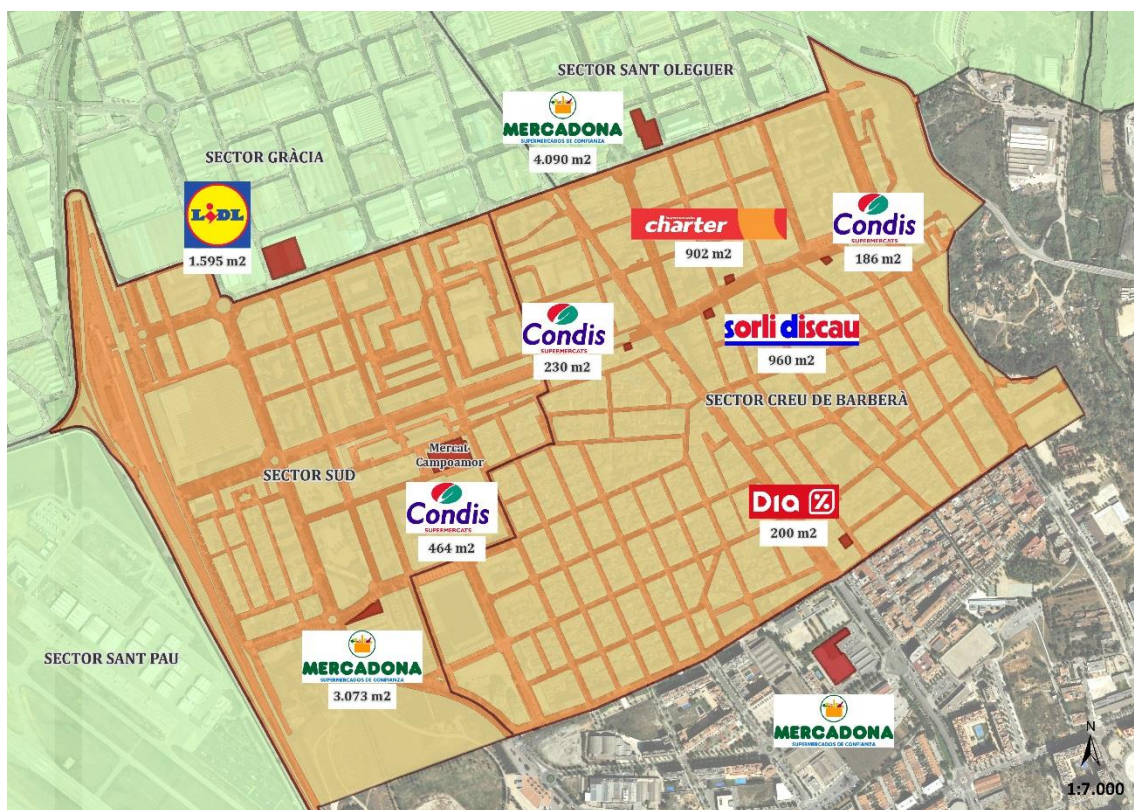 SECTOR SANT OLEGUER
MERCADONA
SUPERMERCADOS DE CONFIANZA
4.090 m2
SECTOR GRÀCIA
LIDL
1.595 m2
charter
902 m2
Condis
SUPERMERCATS
186 m2
Condis
SUPERMERCATS
230 m2
sorli discau
960 m2
SECTOR CREU DE BARBERÀ
Mercat
Campoamor
SECTOR SUD
Condis
SUPERMERCATS
464 m2
Dia %
200 m2
SECTOR SANT PAU
MERCADONA
SUPERMERCADOS DE CONFIANZA
3.073 m2
MERCADONA
SUPERMERCADOS DE CONFIANZA
N
1:7.000